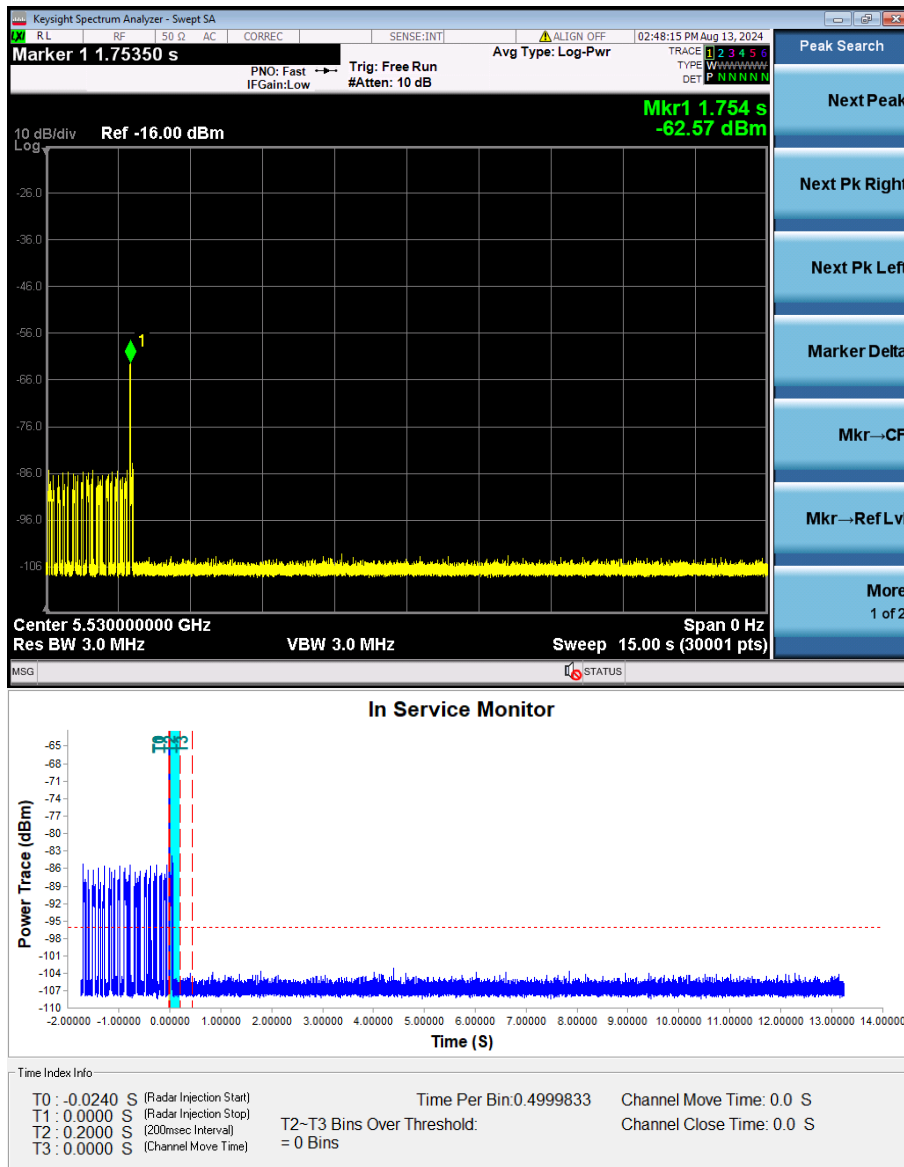 Keysight Spectrum Analyzer - Swept SA
LXI RL RF 50 Ω AC CORREC SENSE:INT ALIGN OFF 02:48:15 PM Aug 13, 2024
Marker 1 1.75350 s
PNO: Fast
IFGain:Low
Trig: Free Run
#Atten: 10 dB
Avg Type: Log-Pwr
TRACE 1 2 3 4 5 6
TYPE WWWWWW
DET P N N N N N
Peak Search
Next Peak
Next Pk Right
Next Pk Left
Marker Delta
Mkr→CF
Mkr→Ref Lvl
More
1 of 2
Mkr1 1.754 s
-62.57 dBm
10 dB/div Ref -16.00 dBm
Log
-26.0
-36.0
-46.0
-56.0
-66.0
-76.0
-86.0
-96.0
-106
1
Center 5.530000000 GHz Span 0 Hz
Res BW 3.0 MHz VBW 3.0 MHz Sweep 15.00 s (30001 pts)
MSG STATUS
In Service Monitor
Power Trace (dBm)
-65
-68
-71
-74
-77
-80
-83
-86
-89
-92
-95
-98
-101
-104
-107
-110
-2.00000 -1.00000 0.00000 1.00000 2.00000 3.00000 4.00000 5.00000 6.00000 7.00000 8.00000 9.00000 10.00000 11.00000 12.00000 13.00000 14.00000
Time (S)
Time Index Info
T0 : -0.0240 S (Radar Injection Start)
T1 : 0.0000 S (Radar Injection Stop)
T2 : 0.2000 S (200msec Interval)
T3 : 0.0000 S (Channel Move Time)
Time Per Bin:0.4999833
T2~T3 Bins Over Threshold:
= 0 Bins
Channel Move Time: 0.0 S
Channel Close Time: 0.0 S